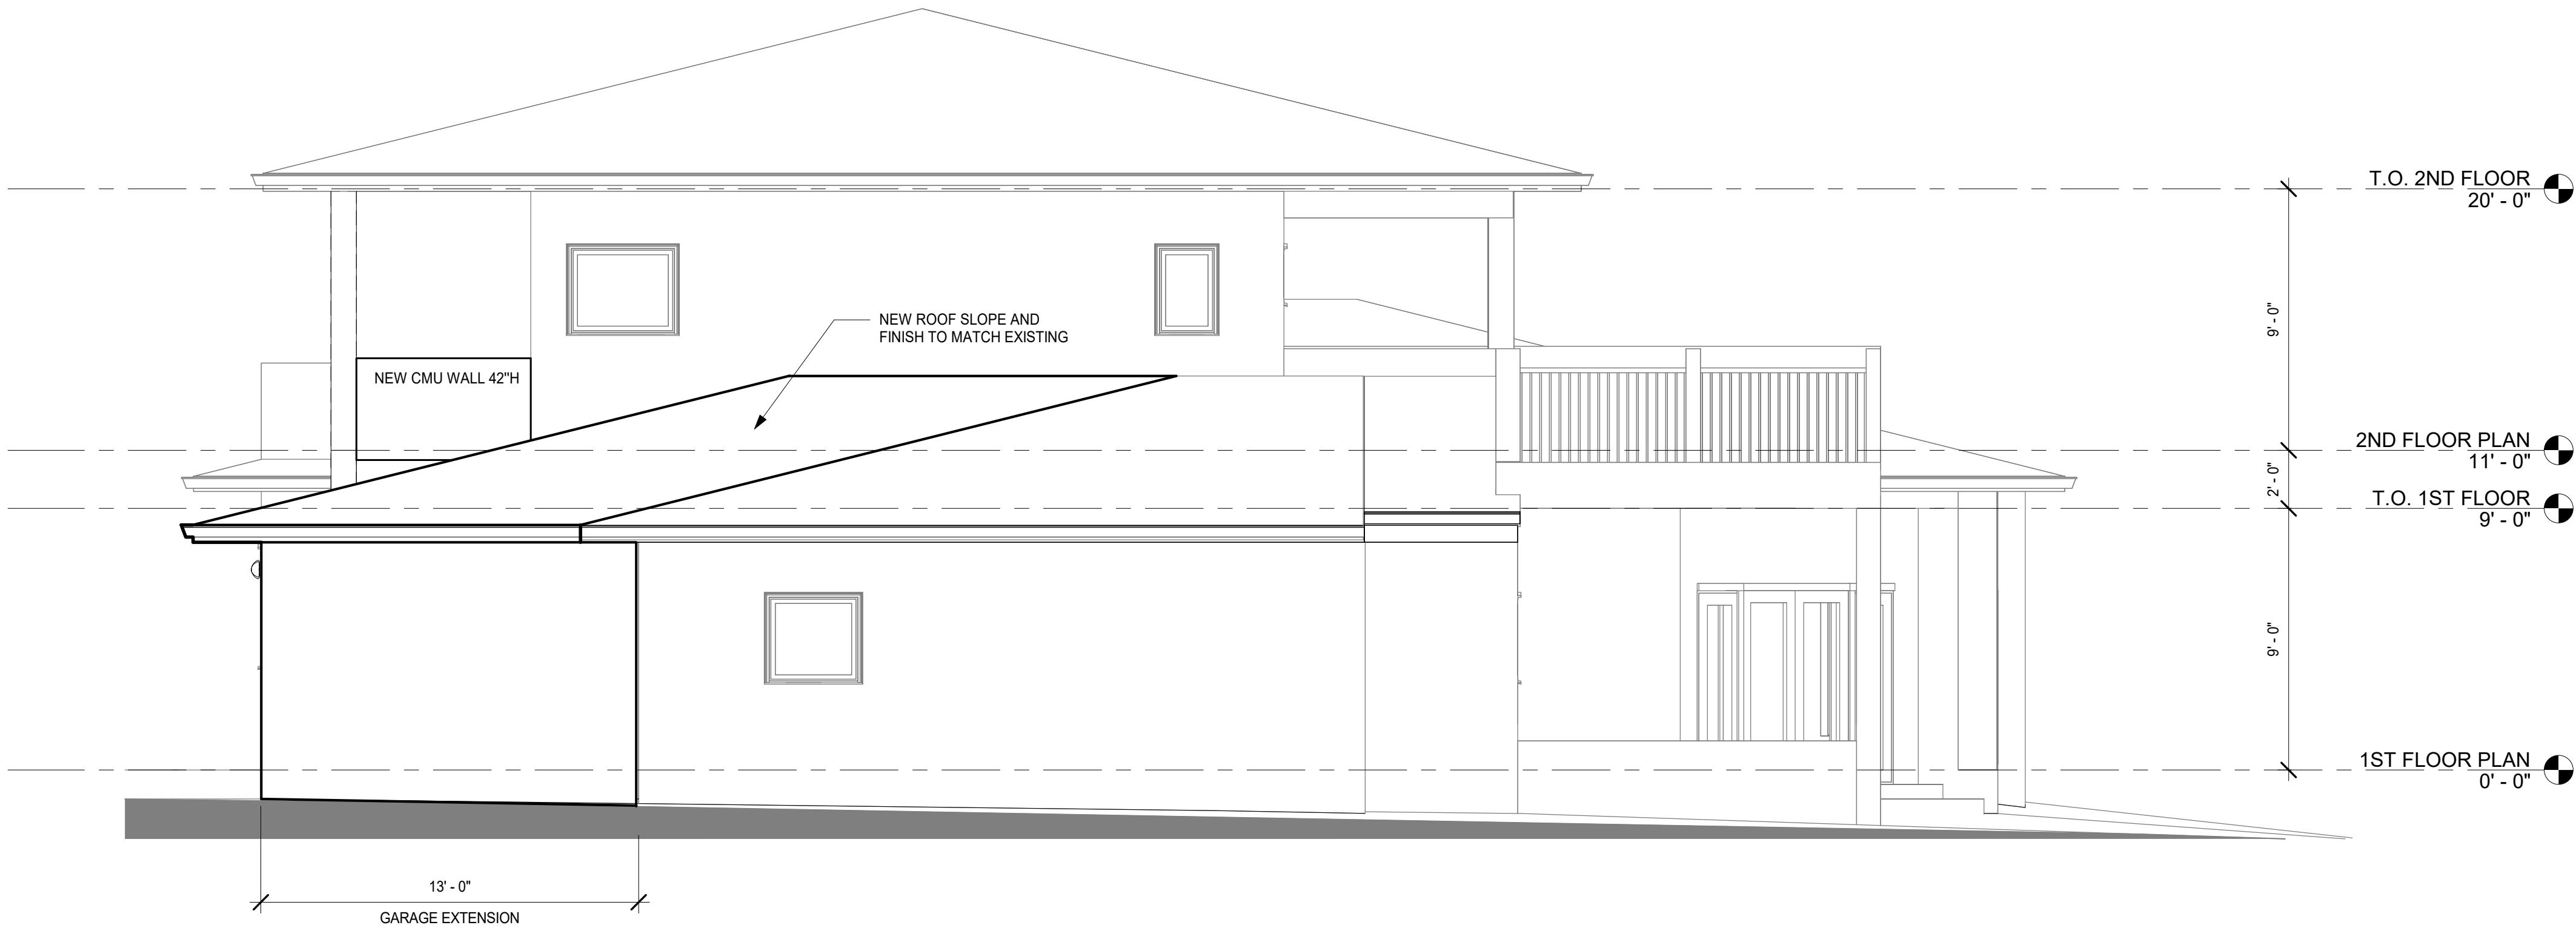 T.O. 2ND FLOOR
20' - 0"
9' - 0"
NEW ROOF SLOPE AND
FINISH TO MATCH EXISTING
NEW CMU WALL 42"H
2ND FLOOR PLAN
11' - 0"
2' - 0"
T.O. 1ST FLOOR
9' - 0"
9' - 0"
1ST FLOOR PLAN
0' - 0"
13' - 0"
GARAGE EXTENSION